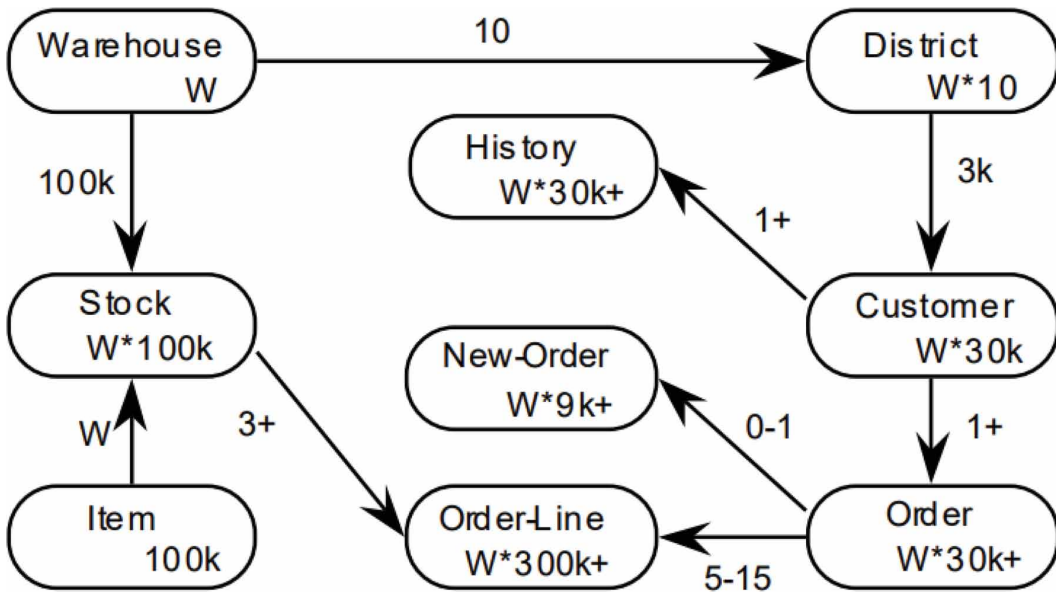 Warehouse
W
10
District
W*10
100k
History
W*30k+
3k
1+
Stock
W*100k
Customer
W*30k
New-Order
W*9k+
W
3+
0-1
1+
Item
100k
Order-Line
W*300k+
5-15
Order
W*30k+